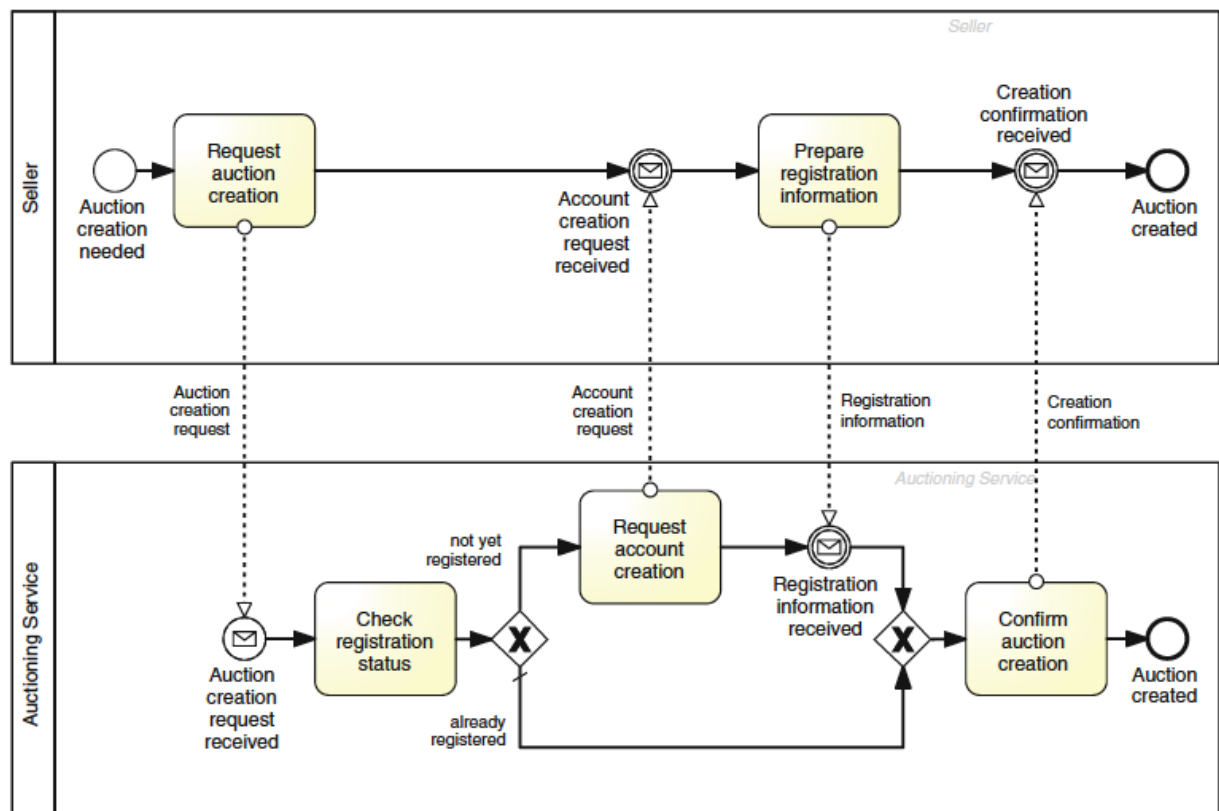 Seller
Seller
Auction
creation
needed
Request
auction
creation
Account
creation
request
received
Prepare
registration
information
Creation
confirmation
received
Auction
created
Auction
creation
request
Account
creation
request
Registration
information
Creation
confirmation
Auctioning Service
Auctioning Service
Auction
creation
request
received
Check
registration
status
X
not yet
registered
already
registered
Request
account
creation
Registration
information
received
X
Confirm
auction
creation
Auction
created